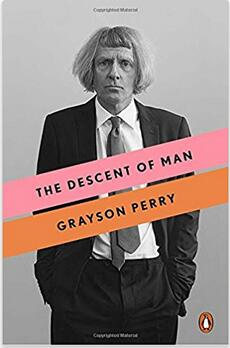 THE DESCENT OF MAN
GRAYSON PERRY